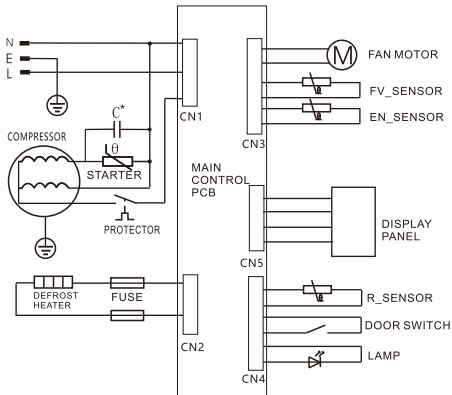 N
E
L
CN1
C*
COMPRESSOR
θ
STARTER
PROTECTOR
MAIN
CONTROL
PCB
DEFROST
HEATER
FUSE
CN2
M
FAN MOTOR
FV_SENSOR
EN_SENSOR
CN3
DISPLAY
PANEL
CN5
R_SENSOR
DOOR SWITCH
LAMP
CN4